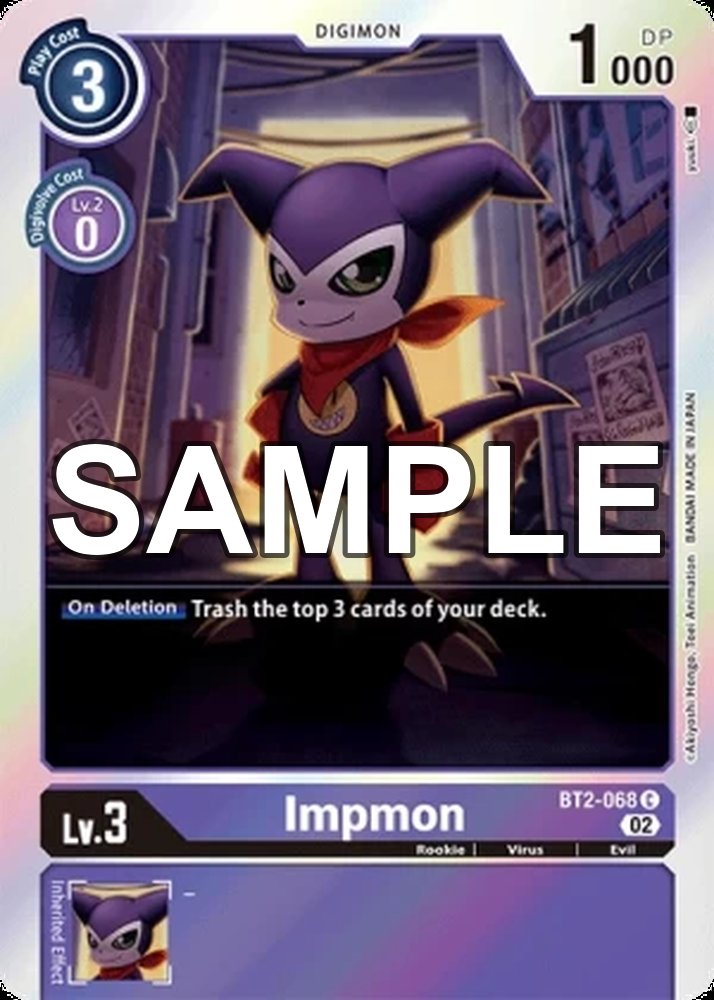 DIGIMON
Play Cost
3
DP
1000
Digivolve Cost
Lv.2
0
yuuki
SAMPLE
On Deletion Trash the top 3 cards of your deck.
©Akiyoshi Hongo, Toei Animation BANDAI MADE IN JAPAN
Lv.3
Impmon
BT2-068 C
02
Rookie | Virus | Evil
Inherited Effect
–